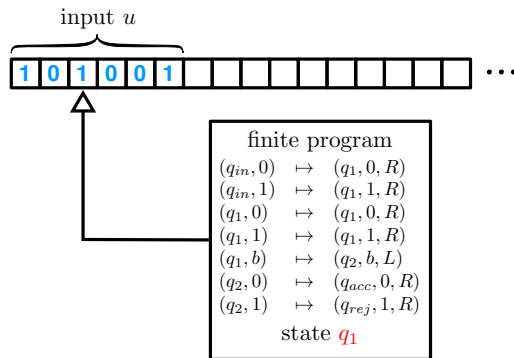 input u
1 0 1 0 0 1 ...
finite program
(q_in, 0) ↦ (q_1, 0, R)
(q_in, 1) ↦ (q_1, 1, R)
(q_1, 0) ↦ (q_1, 0, R)
(q_1, 1) ↦ (q_1, 1, R)
(q_1, b) ↦ (q_2, b, L)
(q_2, 0) ↦ (q_acc, 0, R)
(q_2, 1) ↦ (q_rej, 1, R)
state q_1